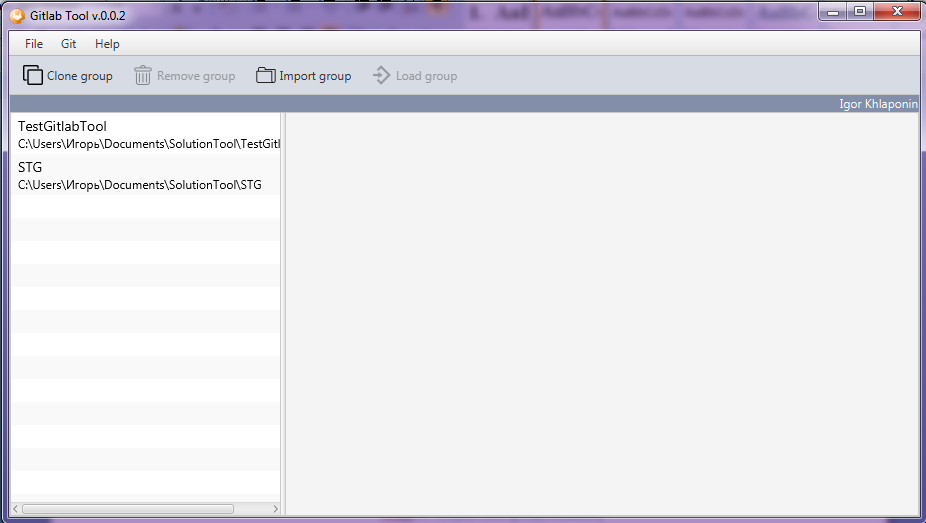 Gitlab Tool v.0.0.2
File Git Help
Clone group Remove group Import group Load group
Igor Khlaponin
TestGitlabTool
C:\Users\Игорь\Documents\SolutionTool\TestGitl
STG
C:\Users\Игорь\Documents\SolutionTool\STG